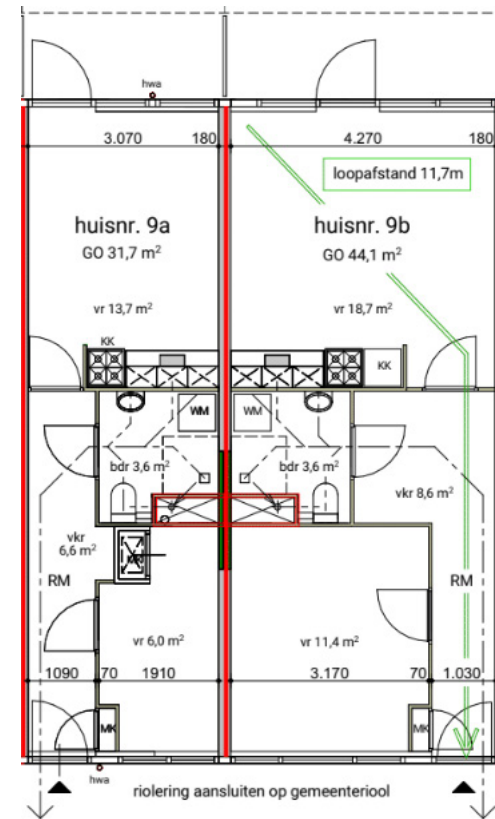 hwa
3.070 180 4.270 180
loopafstand 11,7m
huisnr. 9a
GO 31,7 m²
huisnr. 9b
GO 44,1 m²
vr 13,7 m²
vr 18,7 m²
KK
KK
WM
WM
bdr 3,6 m²
bdr 3,6 m²
vkr 8,6 m²
vkr
6,6 m²
RM
RM
vr 6,0 m²
vr 11,4 m²
1090 70 1910 3.170 70 1.030
MK
MK
hwa
riolering aansluiten op gemeenteriool